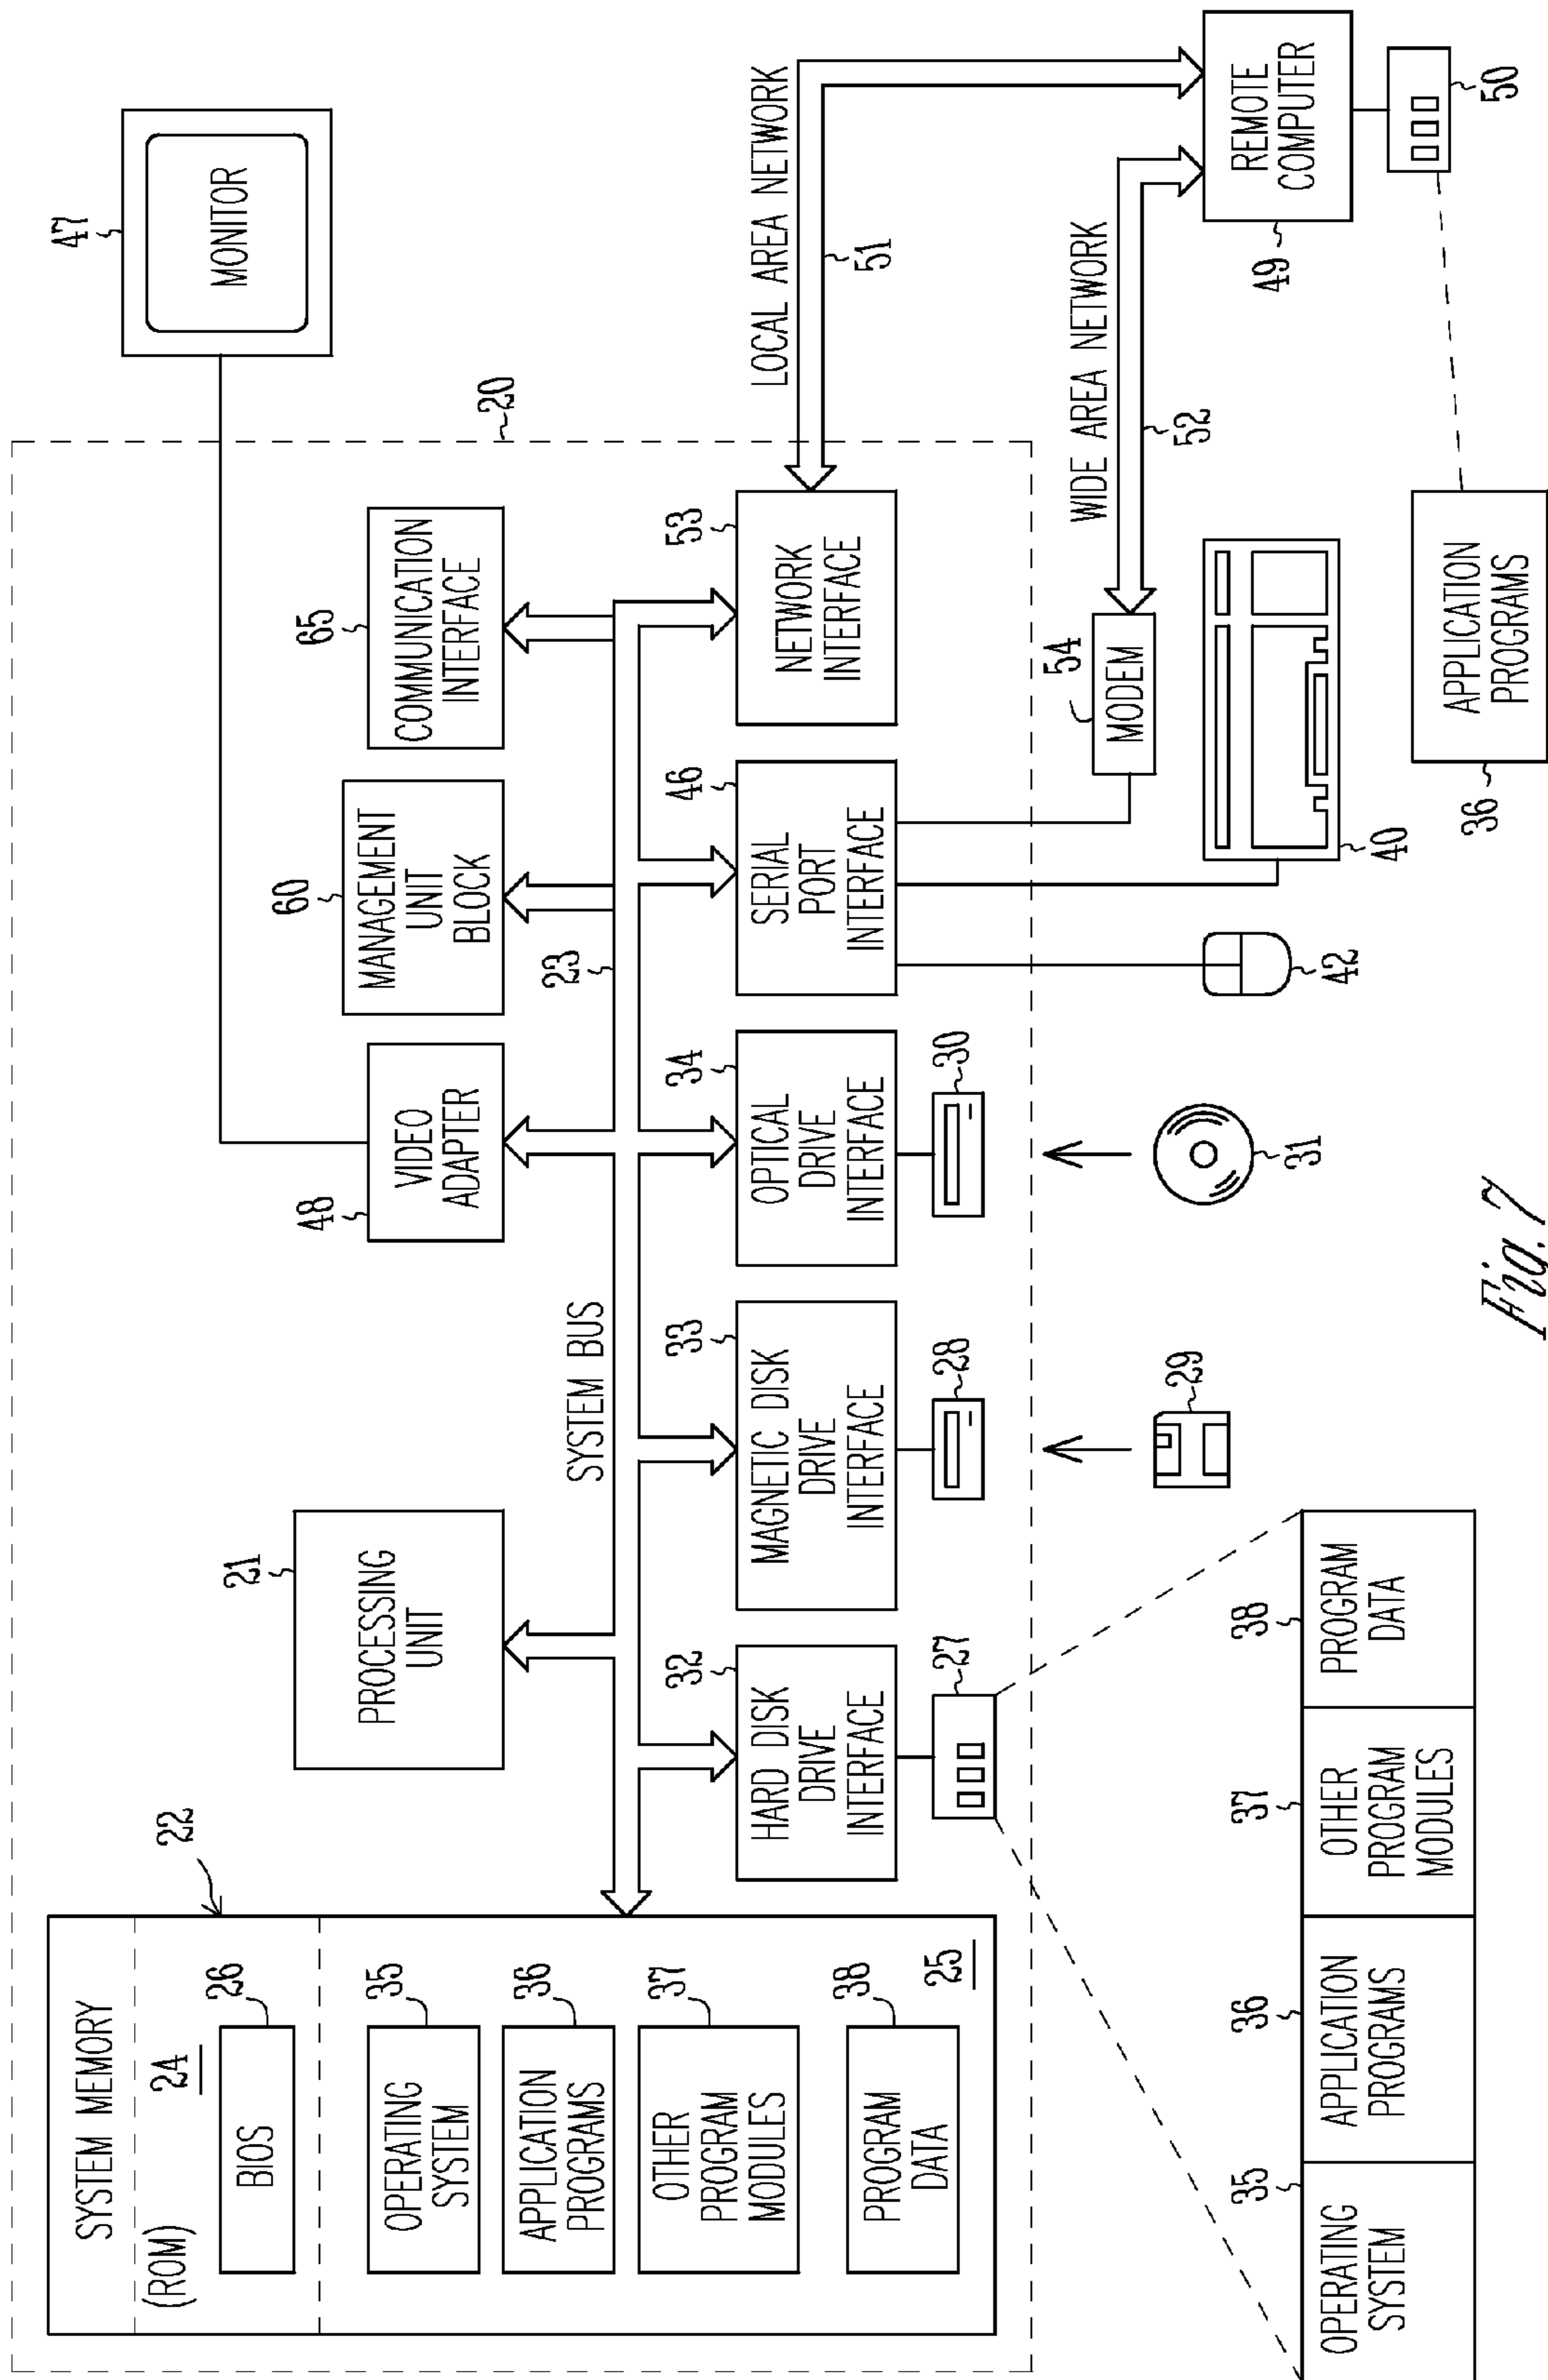 20
47
MONITOR
SYSTEM MEMORY
22
(ROM)
24
BIOS
26
OPERATING
SYSTEM
35
APPLICATION
PROGRAMS
36
OTHER
PROGRAM
MODULES
37
PROGRAM
DATA
38
25
21
PROCESSING
UNIT
48
VIDEO
ADAPTER
60
MANAGEMENT
UNIT
BLOCK
65
COMMUNICATION
INTERFACE
SYSTEM BUS
23
32
HARD DISK
DRIVE
INTERFACE
33
MAGNETIC DISK
DRIVE
INTERFACE
34
OPTICAL
DRIVE
INTERFACE
46
SERIAL
PORT
INTERFACE
53
NETWORK
INTERFACE
LOCAL AREA NETWORK
51
27
28
30
54
MODEM
WIDE AREA NETWORK
52
29
31
42
40
49
REMOTE
COMPUTER
50
35
OPERATING
SYSTEM
36
APPLICATION
PROGRAMS
37
OTHER
PROGRAM
MODULES
38
PROGRAM
DATA
36
APPLICATION
PROGRAMS
Fig. 7